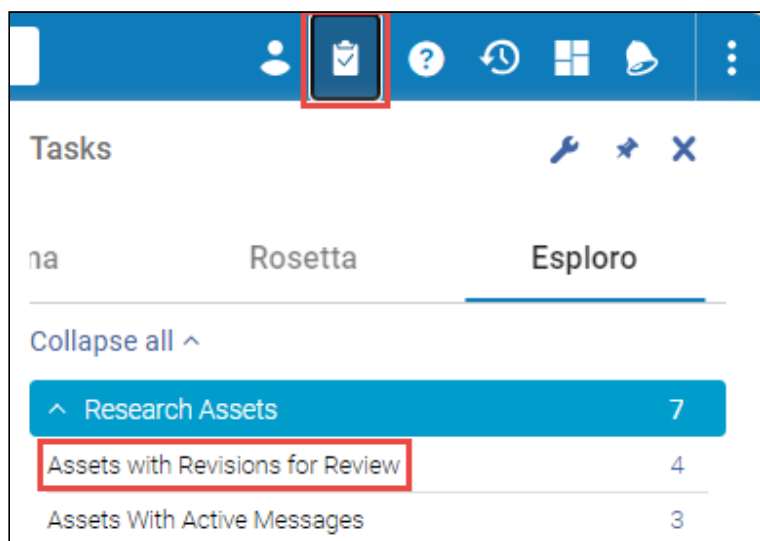 Tasks
na Rosetta Esploro
Collapse all
Research Assets 7
Assets with Revisions for Review 4
Assets With Active Messages 3